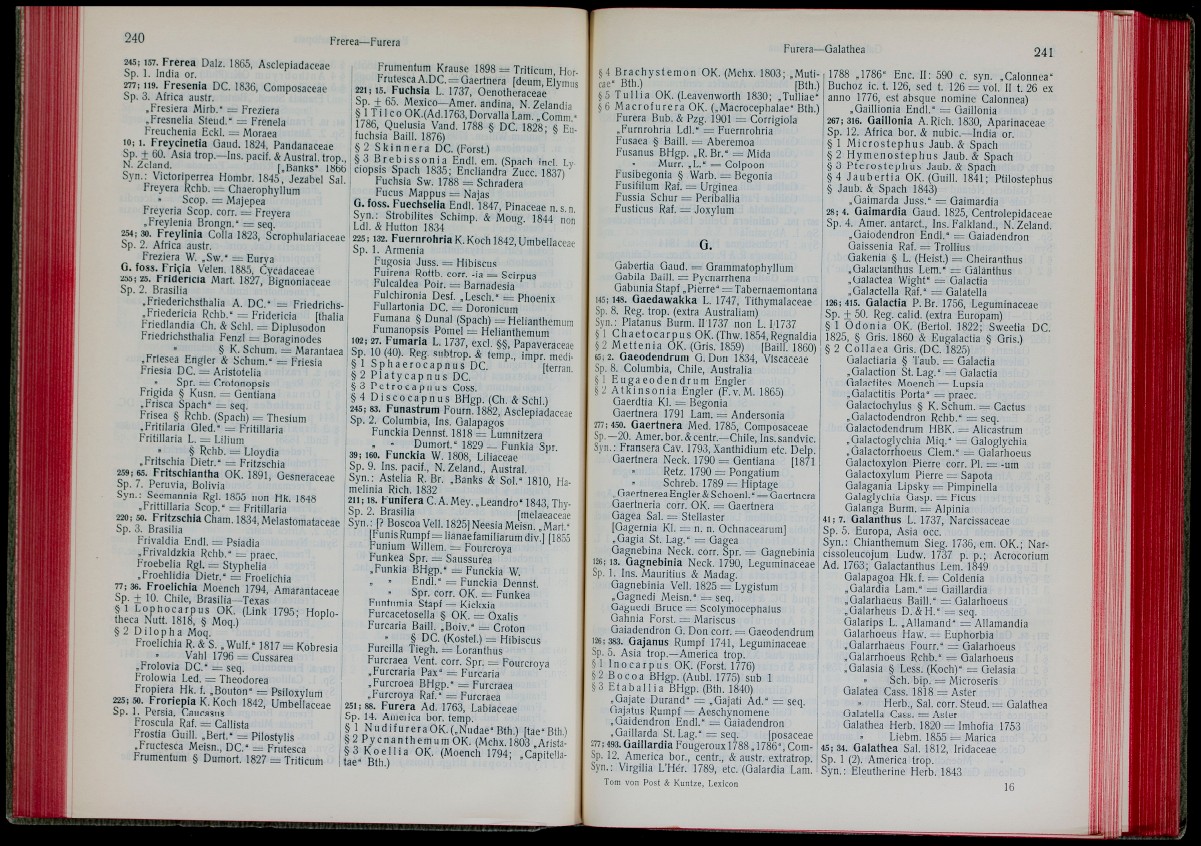 240
Frerea—Furera
245; 157. Frerea Dalz. 1865, Asclepiadaceae
Sp. 1. India or.
277; 119. Fresenia DC. 1836, Composaceae
Sp. 3. Africa austr.
„Fresiera Mirb.“ = Freziera
„Fresnelia Steud.“ = Frenela
Freuchenia Eckl. = Moraea
10; 1. Freycinetia Gaud. 1824, Pandanaceae
Sp. ± 60. Asia trop.—Ins. pacif. & Austral. trop.,
N. Zeland. [„Banks“ 1866
Syn.: Victoriperrea Hombr. 1845, Jezabel Sal.
Freyera Rchb. = Chaerophyllum
„ Scop. = Majepea
Freyeria Scop. corr. = Freyera
„Freylenia Brongn.“ = seq.
254; 30. Freylinia Colla 1823, Scrophulariaceae
Sp. 2. Africa austr.
Freziera W. „Sw.“ = Eurya
G. foss. Friçia Velen. 1885, Cycadaceae
255; 25. Fridericia Mart. 1827, Bignoniaceae
Sp. 2. Brasilia
„Friederichsthalia A. DC.“ = Friedrichs-
„Friedericia Rchb.“ = Fridericia [thalia
Friedlandia Ch. & Schl. = Diplusodon
Friedrichsthalia Fenzl = Boraginodes
„ § K. Schum. = Marantaea
„Friesea Engler & Schum.“ = Friesia
Friesia DC. = Aristotelia
„ Spr. = Crotonopsis
Frigida § Kusn. = Gentiana
„Frisca Spach“ = seq.
Frisea § Rchb. (Spach) = Thesium
„Fritilaria Gled.“ = Fritillaria
Fritillaria L. = Lilium
„ § Rchb. = Lloydia
„Fritschia Dietr.“ = Fritzschia
259; 65. Fritschiantha OK. 1891, Gesneraceae
Sp. 7. Peruvia, Bolivia
Syn.: Seemannia Rgl. 1855 non Hk. 1848
„Frittillaria Scop.“ = Fritillaria
220; 50. Fritzschia Cham. 1834, Melastomataceae
Sp. 3. Brasilia
Frivaldia Endl. = Psiadia
„Frivaldzkia Rchb.“ = praec.
Froebelia Rgl. = Styphelia
„Froehlidia Dietr.“ = Froelichia
77; 36. Froelichia Moench 1794, Amarantaceae
Sp. ± 10. Chile, Brasilia—Texas
§ 1 Lophocarpus OK. (Link 1795; Hoplo-
theca Nutt. 1818, § Moq.)
§ 2 Dilopha Moq.
Froelichia R. & S. „Wulf.“ 1817 = Kobresia
„ Vahl 1796 = Cussarea
„Frolovia DC.“ = seq.
Frolowia Led. = Theodorea
Fropiera Hk. f. „Bouton“ = Psiloxylum
225; 50. Froriepia K. Koch 1842, Umbellaceae
Sp. 1. Persia, Caucasus
Froscula Raf. = Callista
Frostia Guill. „Bert.“ = Pilostylis
„Fructesca Meisn., DC.“ = Frutesca
Frumentum § Dumort. 1827 = Triticum
Frumentum Krause 1898 = Triticum, Hor-
Frutesca A.DC. = Gaertnera [deum, Elymus
221; 15. Fuchsia L. 1737, Oenotheraceae
Sp. ± 65. Mexico—Amer. andina, N. Zelandia
§ 1 Tilco OK. (Ad. 1763, Dorvalla Lam. „Comm.“
1786, Quelusia Vand. 1788 § DC. 1828; § Eu-
fuchsia Baill. 1876)
§ 2 Skinnera DC. (Forst.)
§ 3 Brebissonia Endl. em. (Spach incl. Ly-
ciopsis Spach 1835; Encliandra Zucc. 1837)
Fuchsia Sw. 1788 = Schradera
Fucus Mappus = Najas
G. foss. Fuechselia Endl. 1847, Pinaceae n. s. n.
Syn.: Strobilites Schimp. & Moug. 1844 non
Ldl. & Hutton 1834
225; 132. Fuernrohria K. Koch 1842, Umbellaceae
Sp. 1. Armenia
Fugosia Juss. = Hibiscus
Fuirena Rottb. corr. -ia = Scirpus
Fulcaldea Poir. = Barnadesia
Fulchironia Desf. „Lesch.“ = Phoenix
Fullartonia DC. = Doronicum
Fumana § Dunal (Spach) = Helianthemum
Fumanopsis Pomel = Helianthemum
102; 27. Fumaria L. 1737, excl. §§, Papaveraceae
Sp. 10 (40). Reg. subtrop. & temp., impr. medi-
§ 1 Sphaerocapnus DC. [terran.
§ 2 Platycapnus DC.
§ 3 Petrocapnus Coss.
§ 4 Discocapnus BHgp. (Ch. & Schl.)
245; 83. Funastrum Fourn. 1882, Asclepiadaceae
Sp. 2. Columbia, Ins. Galapagos
Funckia Dennst. 1818 = Lumnitzera
„ Dumort.“ 1829 = Funkia Spr.
39; 160. Funckia W. 1808, Liliaceae
Sp. 9. Ins. pacif., N. Zeland., Austral.
Syn.: Astelia R. Br. „Banks & Sol.“ 1810, Ha-
melinia Rich. 1832
211; 18. Funifera C. A. Mey. „Leandro“ 1843, Thy-
Sp. 2. Brasilia [melaeaceae
Syn.: [? Boscoa Vell. 1825] Neesia Meisn. „Mart.“
[Funis Rumpf = lianae familiarum div.] [1855
Funium Willem. = Fourcroya
Funkea Spr. = Saussurea
„Funkia BHgp.“ = Funckia W.
„ „ Endl.“ = Funckia Dennst.
„ Spr. corr. OK. = Funkea
Funtumia Stapf = Kickxia
Furcacetosella § OK. = Oxalis
Furcaria Baill. „Boiv.“ = Croton
„ § DC. (Kostel.) = Hibiscus
Furcilla Tiegh. = Loranthus
Furcraea Vent. corr. Spr. = Fourcroya
„Furcraria Pax“ = Furcaria
„Furcroea BHgp.“ = Furcraea
„Furcroya Raf.“ = Furcraea
251; 88. Furera Ad. 1763, Labiaceae
Sp. 14. America bor. temp.
§ 1 Nudifurera OK. („Nudae“ Bth.) [tae“ Bth.)
§ 2 Pycnanthemum OK. (Mchx. 1803 „Arista-
§ 3 Koellia OK. (Moench 1794; „Capitella-
tae“ Bth.)
Furera—Galathea
241
§ 4 Brachystemon OK. (Mchx. 1803; „Muti-
cae“ Bth.) [Bth.)
§ 5 Tullia OK. (Leavenworth 1830; „Tulliae“
§ 6 Macrofurera OK. („Macrocephalae“ Bth.)
Furera Bub. & Pzg. 1901 = Corrigiola
„Furnrohria Ldl.“ = Fuernrohria
Fusaea § Baill. = Aberemoa
Fusanus BHgp. „R. Br.“ = Mida
„ Murr. „L.“ = Colpoon
Fusibegonia § Warb. = Begonia
Fusifilum Raf. = Urginea
Fussia Schur = Periballia
Fusticus Raf. = Joxylum
G.
Gabertia Gaud. = Grammatophyllum
Gabila Baill. = Pycnarrhena
Gabunia Stapf „Pierre“ = Tabernaemontana
145; 148. Gaedawakka L. 1747, Tithymalaceae
Sp. 8. Reg. trop. (extra Australiam)
Syn.: Platanus Burm. II 1737 non L. I 1737
§ 1 Chaetocarpus OK. (Thw. 1854, Regnaldia
§ 2 Mettenia OK. (Gris. 1859) [Baill. 1860)
65; 2. Gaeodendrum G. Don 1834, Viscaceae
Sp. 8. Columbia, Chile, Australia
§ 1 Eugaeodendrum Engler
§ 2 Atkinsonia Engler (F. v. M. 1865)
Gaerdtia Kl. = Begonia
Gaertnera 1791 Lam. = Andersonia
277; 450. Gaertnera Med. 1785, Composaceae
Sp. —20. Amer. bor. & centr.—Chile, Ins. sandvic.
Syn.: Fransera Cav. 1793, Xanthidium etc. Delp.
Gaertnera Neck. 1790 = Gentiana [1871
„ Retz. 1790 = Pongatium
„ Schreb. 1789 = Hiptage
„Gaertnerea Engler & Schoenl.“ = Gaertnera
Gaertneria corr. OK. = Gaertnera
Gagea Sal. = Stellaster
[Gagernia Kl. = n. n. Ochnacearum]
„Gagia St. Lag.“ = Gagea
Gagnebina Neck. corr. Spr. = Gagnebinia
126; 13. Gagnebinia Neck. 1790, Leguminaceae
Sp. 1. Ins. Mauritius & Madag.
Gagnebinia Vell. 1825 = Lygistum
„Gagnedi Meisn.“ = seq.
Gaguedi Bruce = Scolymocephalus
Gahnia Forst. = Mariscus
Gaiadendron G. Don corr. = Gaeodendrum
126; 383. Gajanus Rumpf 1741, Leguminaceae
Sp. 5. Asia trop.—America trop.
§ 1 Inocarpus OK. (Forst. 1776)
§ 2 Bocoa BHgp. (Aubl. 1775) sub 1
§ 3 Etaballia BHgp. (Bth. 1840)
„Gajate Durand“ = „Gajati Ad.“ = seq.
Gajatus Rumpf = Aeschynomene
„Gaidendron Endl.“ = Gaiadendron
„Gaillarda St. Lag.“ = seq. [posaceae
277; 493. Gaillardia Fougeroux 1788 „1786“, Com-
Sp. 12. America bor., centr., & austr. extratrop.
Syn.: Virgilia L'Hér. 1789, etc. (Galardia Lam.
1788 „1786“ Enc. II: 590 c. syn. „Calonnea“
Buchoz ic. t. 126, sed t. 126 = vol. II t. 26 ex
anno 1776, est absque nomine Calonnea)
„Gaillionia Endl.“ = Gaillonia
267; 316. Gaillonia A. Rich. 1830, Aparinaceae
Sp. 12. Africa bor. & nubic.—India or.
§ 1 Microstephus Jaub. & Spach
§ 2 Hymenostephus Jaub. & Spach
§ 3 Pterostephus Jaub. & Spach
§ 4 Jaubertia OK. (Guill. 1841; Ptilostephus
§ Jaub. & Spach 1843)
„Gaimarda Juss.“ = Gaimardia
28; 4. Gaimardia Gaud. 1825, Centrolepidaceae
Sp. 4. Amer. antarct., Ins. Falkland., N. Zeland.
„Gaiodendron Endl.“ = Gaiadendron
Gaissenia Raf. = Trollius
Gakenia § L. (Heist.) = Cheiranthus
„Galacianthus Lem.“ = Galanthus
„Galactea Wight“ = Galactia
„Galactella Raf.“ = Galatella
126; 415. Galactia P. Br. 1756, Leguminaceae
Sp. ± 50. Reg. calid. (extra Europam)
§ 1 Odonia OK. (Bertol. 1822; Sweetia DC.
1825, § Gris. 1860 & Eugalactia § Gris.)
§ 2 Collaea Gris. (DC. 1825)
Galactiaria § Taub. = Galactia
„Galaction St. Lag.“ = Galactia
Galactites Moench = Lupsia
„Galactitis Porta“ = praec.
Galactochylus § K. Schum. = Cactus
„Galactodendron Rchb.“ = seq.
Galactodendrum HBK. = Alicastrum
„Galactoglychia Miq.“ = Galoglychia
„Galactorrhoeus Clem.“ = Galarhoeus
Galactoxylon Pierre corr. Pl. = -um
Galactoxylum Pierre = Sapota
Galagania Lipsky = Pimpinella
Galaglychia Gasp. = Ficus
Galanga Burm. = Alpinia
41; 7. Galanthus L. 1737, Narcissaceae
Sp. 5. Europa, Asia occ.
Syn.: Chianthemum Sieg. 1736, em. OK.; Nar-
cissoleucojum Ludw. 1737 p. p.; Acrocorium
Ad. 1763; Galactanthus Lem. 1849
Galapagoa Hk. f. = Coldenia
„Galardia Lam.“ = Gaillardia
„Galarhaeus Baill.“ = Galarhoeus
„Galarheus D. & H.“ = seq.
Galarips L. „Allamand“ = Allamandia
Galarhoeus Haw. = Euphorbia
„Galarrhaeus Fourr.“ = Galarhoeus
„Galarrhoeus Rchb.“ = Galarhoeus
„Galasia § Less. (Koch)“ = Gelasia
„ Sch. bip. = Microseris
Galatea Cass. 1818 = Aster
„ Herb., Sal. corr. Steud. = Galathea
Galatella Cass. = Aster
Galathea Herb. 1820 = Imhofia 1753
„ Liebm. 1855 = Marica
45; 34. Galathea Sal. 1812, Iridaceae
Sp. 1 (2). America trop.
Syn.: Eleutherine Herb. 1843
Tom von Post & Kuntze, Lexicon
16